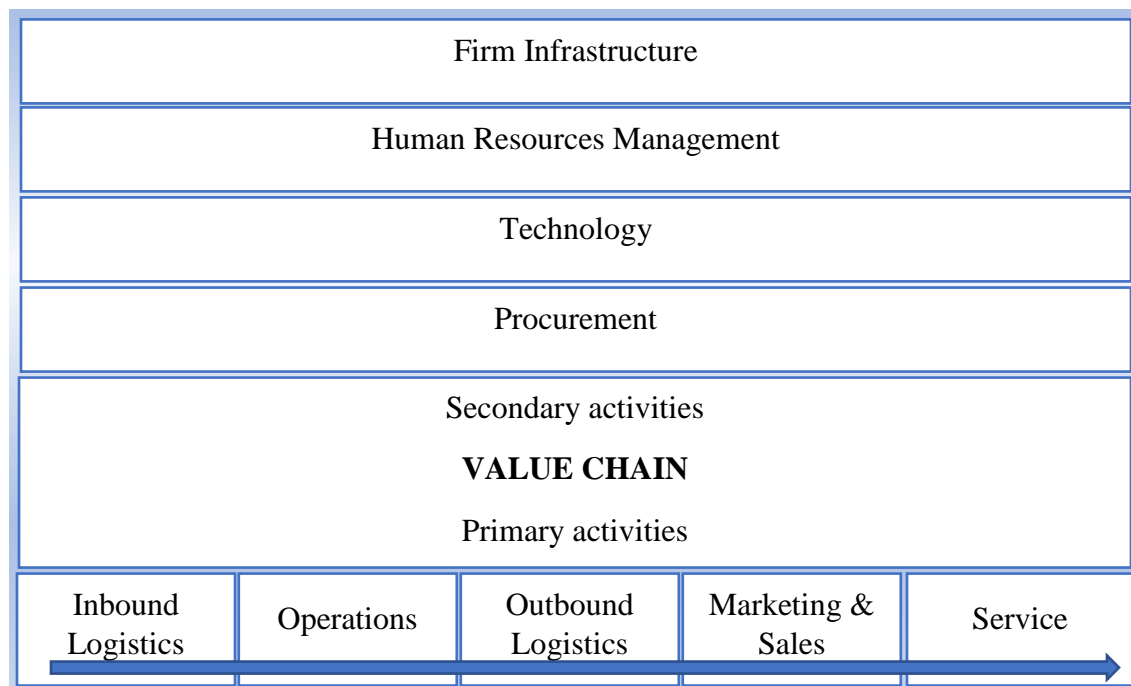 Firm Infrastructure
Human Resources Management
Technology
Procurement
Secondary activities
VALUE CHAIN
Primary activities
Inbound
Logistics
Operations
Outbound
Logistics
Marketing &
Sales
Service